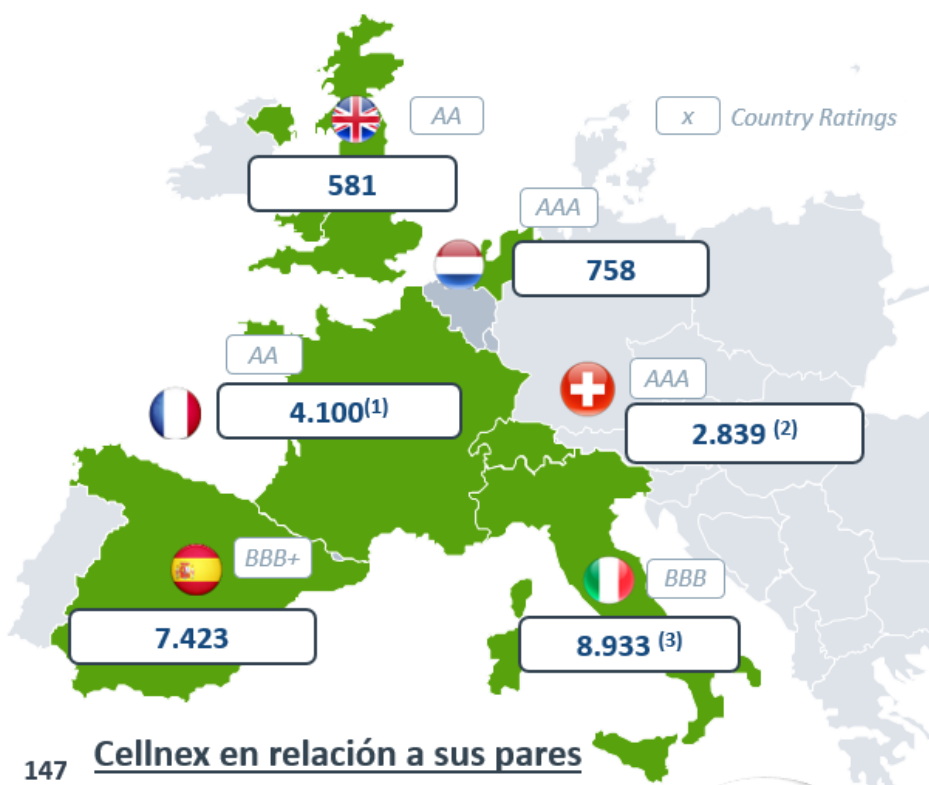 AA
x Country Ratings
581
AAA
758
AA
4.100(1)
AAA
2.839 (2)
BBB+
7.423
BBB
8.933 (3)
147 Cellnex en relación a sus pares